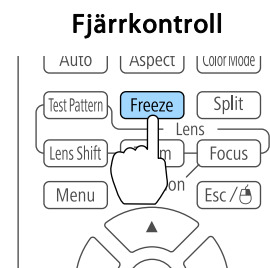 Fjärrkontroll
Auto Aspect Color Mode
Test Pattern Freeze Split
Lens
Lens Shift Focus
Menu Esc /